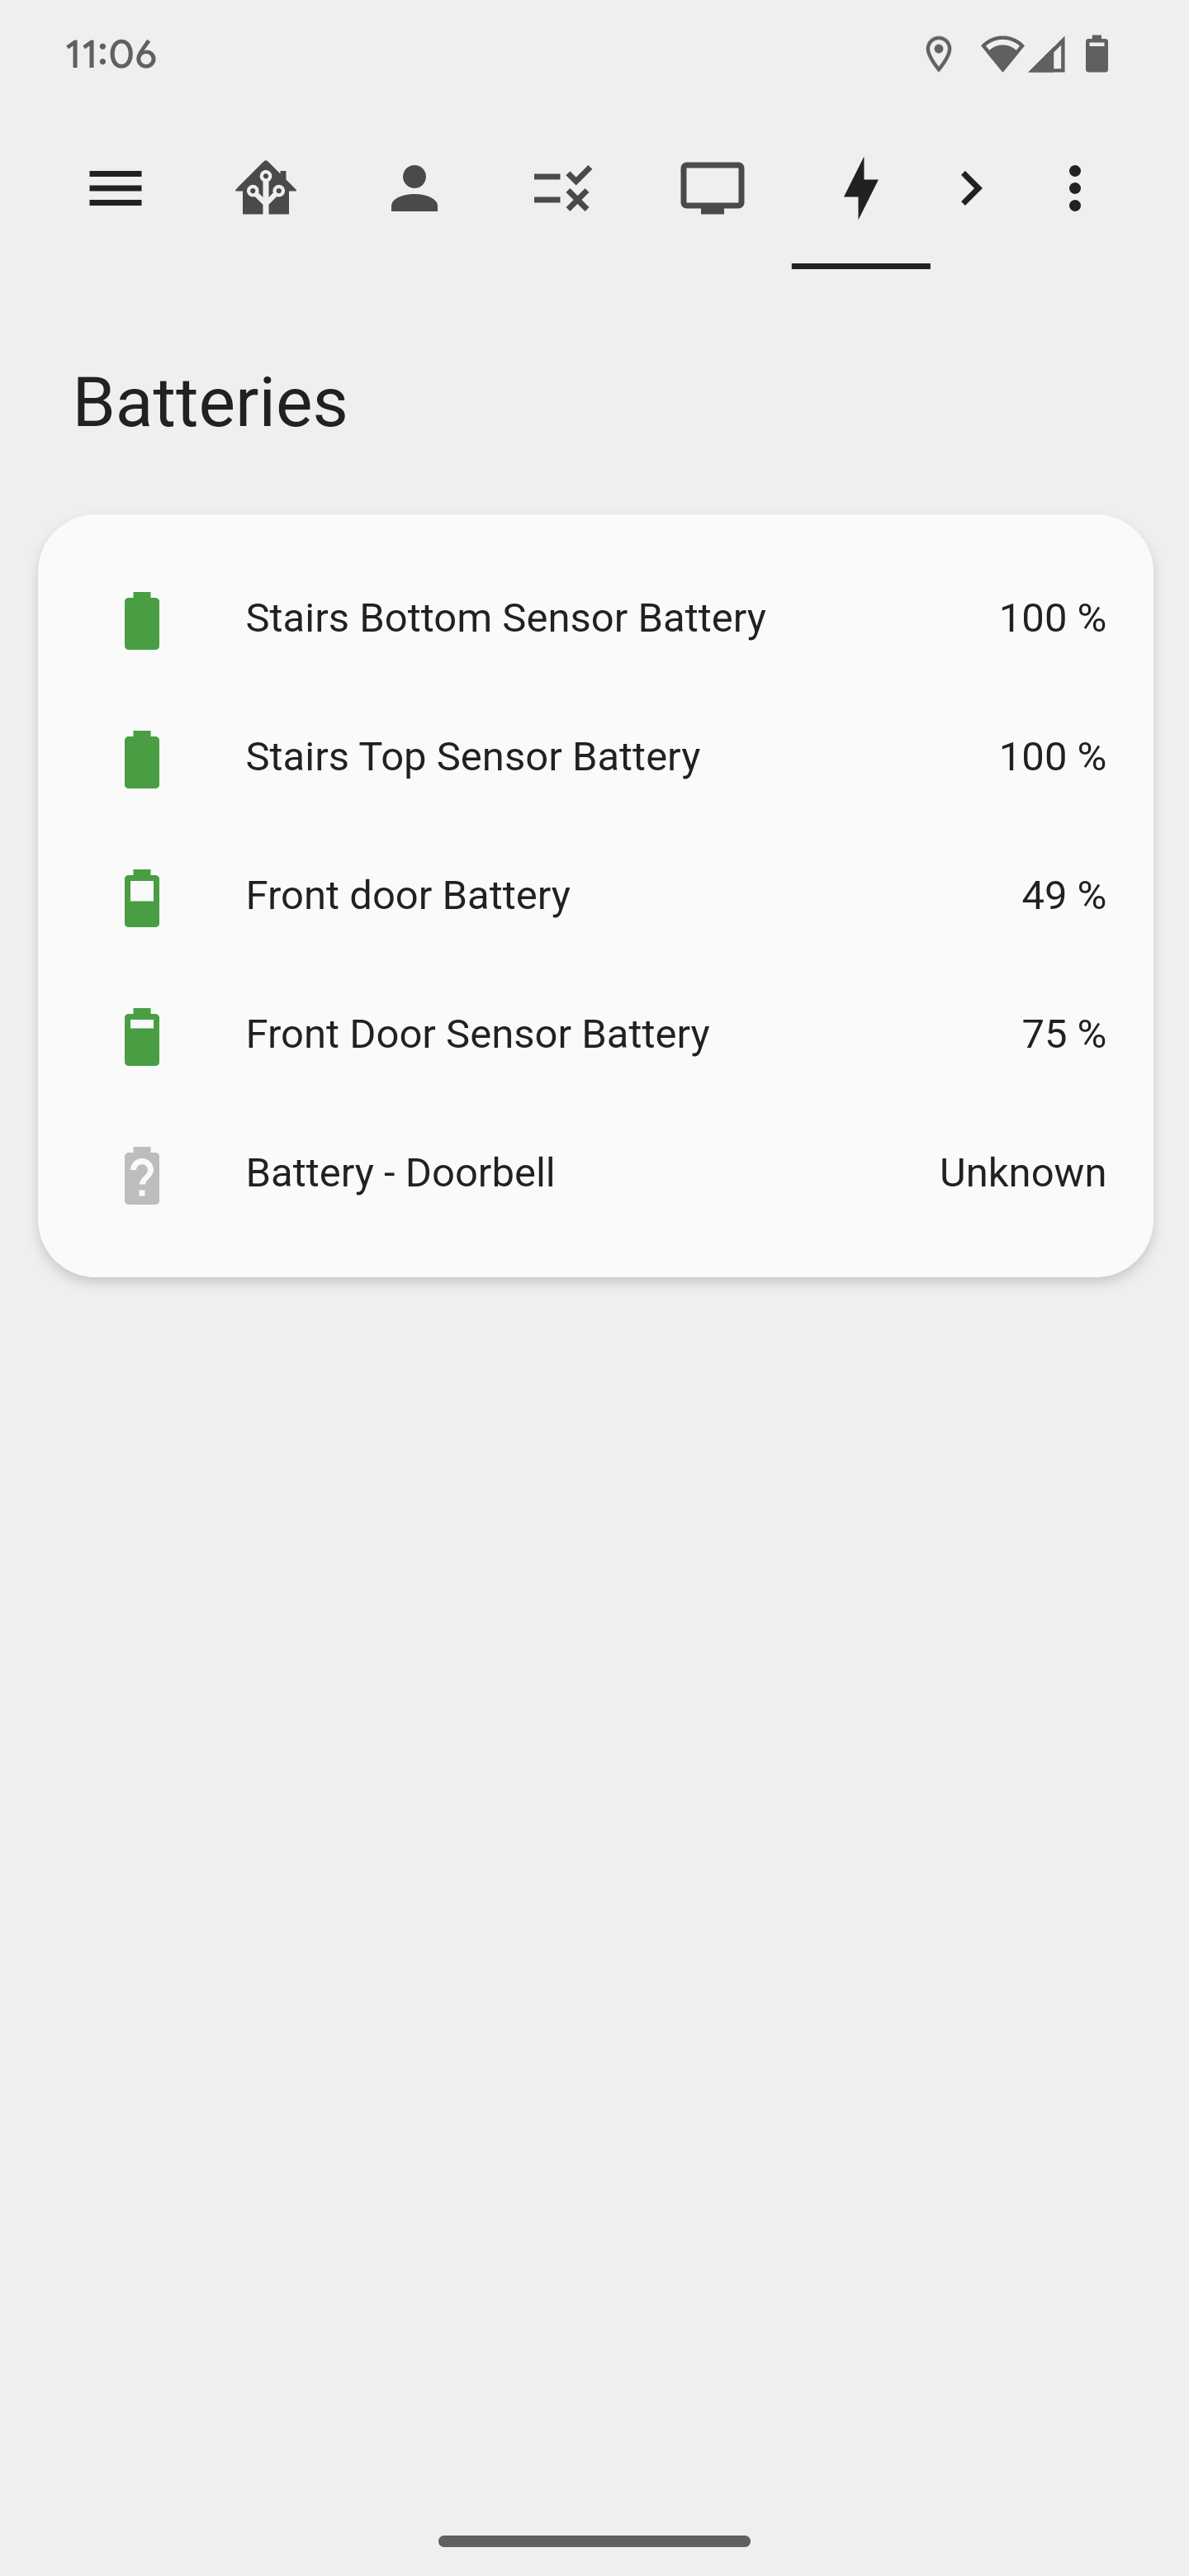 11:06
Batteries
Stairs Bottom Sensor Battery 100 %
Stairs Top Sensor Battery 100 %
Front door Battery 49 %
Front Door Sensor Battery 75 %
Battery - Doorbell Unknown